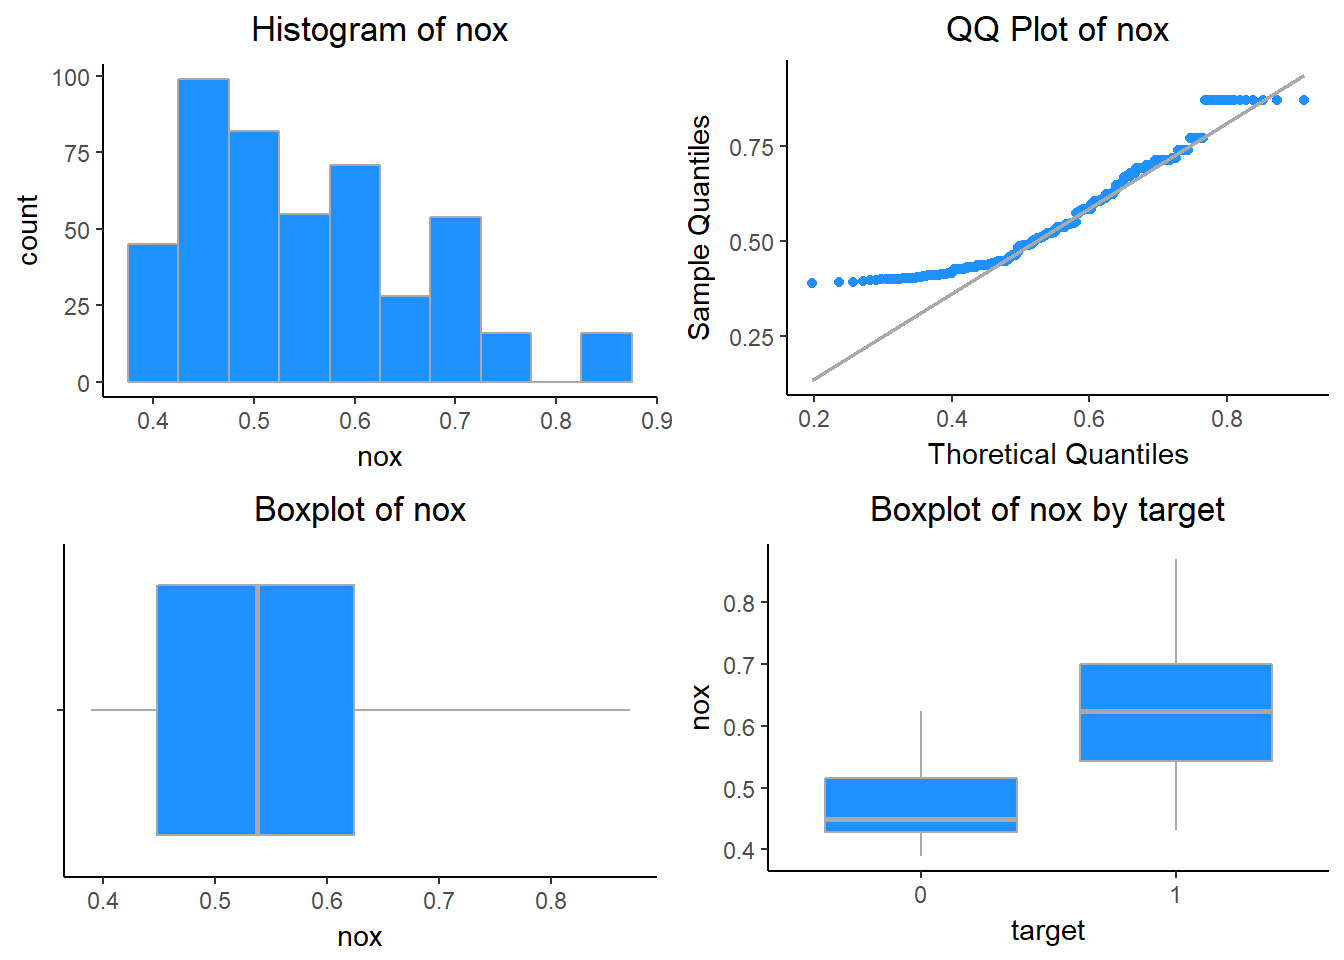 Histogram of nox
100
75
50
25
0
count
0.4 0.5 0.6 0.7 0.8 0.9
nox
QQ Plot of nox
0.75
0.50
0.25
Sample Quantiles
0.2 0.4 0.6 0.8
Thoretical Quantiles
Boxplot of nox
0.4 0.5 0.6 0.7 0.8
nox
Boxplot of nox by target
0.8
0.7
0.6
0.5
0.4
nox
0 1
target